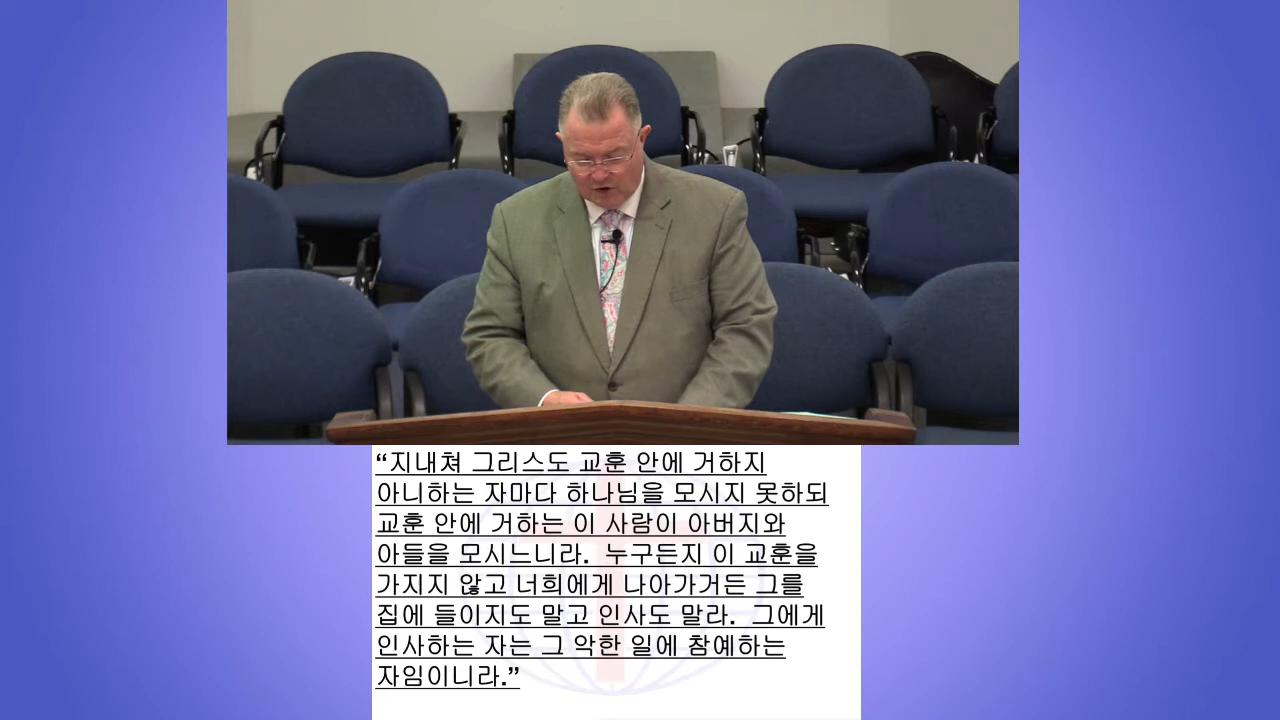 “지내쳐 그리스도 교훈 안에 거하지
아니하는 자마다 하나님을 모시지 못하되
교훈 안에 거하는 이 사람이 아버지와
아들을 모시느니라.  누구든지 이 교훈을
가지지 않고 너희에게 나아가거든 그를
집에 들이지도 말고 인사도 말라.  그에게
인사하는 자는 그 악한 일에 참예하는
자임이니라.”